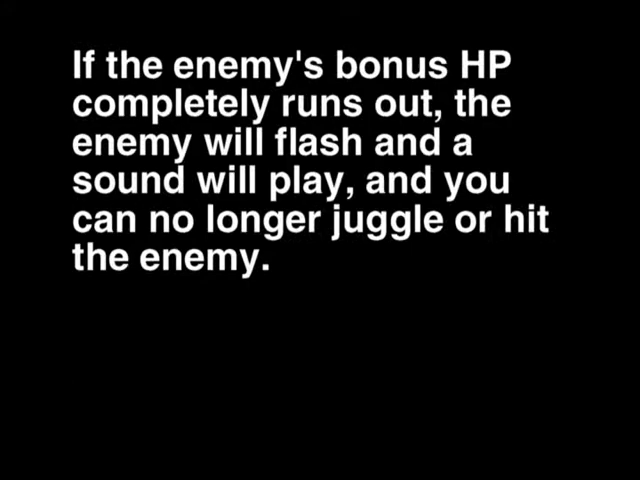 If the enemy's bonus HP
completely runs out, the
enemy will flash and a
sound will play, and you
can no longer juggle or hit
the enemy.